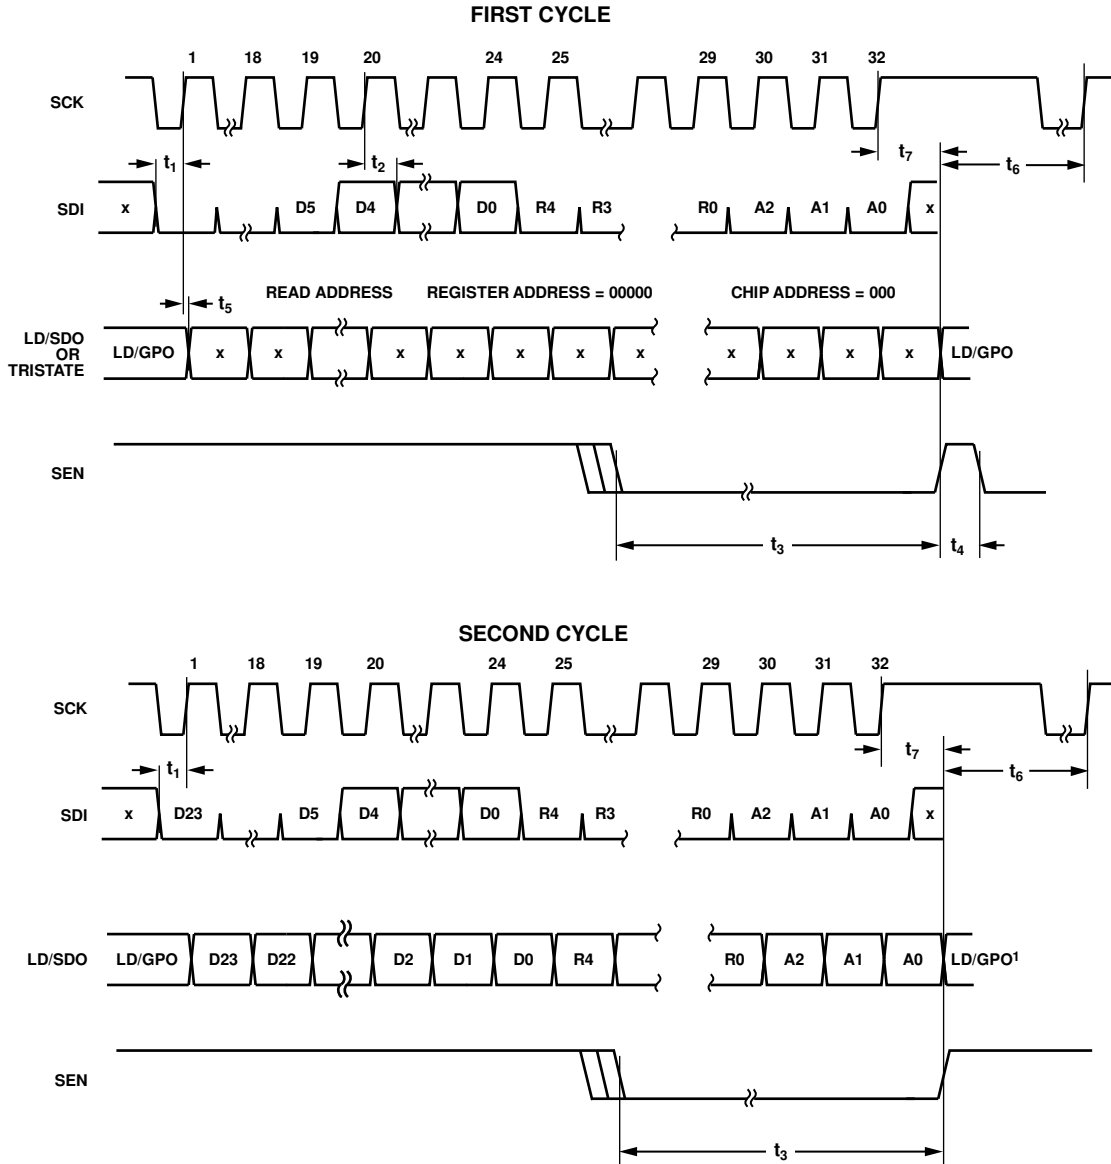 FIRST CYCLE
1 18 19 20 24 25 29 30 31 32
SCK
t1 t2 t7 t6
SDI x D5 D4 D0 R4 R3 R0 A2 A1 A0 x
t5 READ ADDRESS REGISTER ADDRESS = 00000 CHIP ADDRESS = 000
LD/SDO
OR
TRISTATE
LD/GPO x x x x x x x x x x x LD/GPO
SEN
t3 t4
SECOND CYCLE
1 18 19 20 24 25 29 30 31 32
SCK
t1 t7 t6
SDI x D23 D5 D4 D0 R4 R3 R0 A2 A1 A0 x
LD/SDO LD/GPO D23 D22 D2 D1 D0 R4 R0 A2 A1 A0 LD/GPO1
SEN
t3